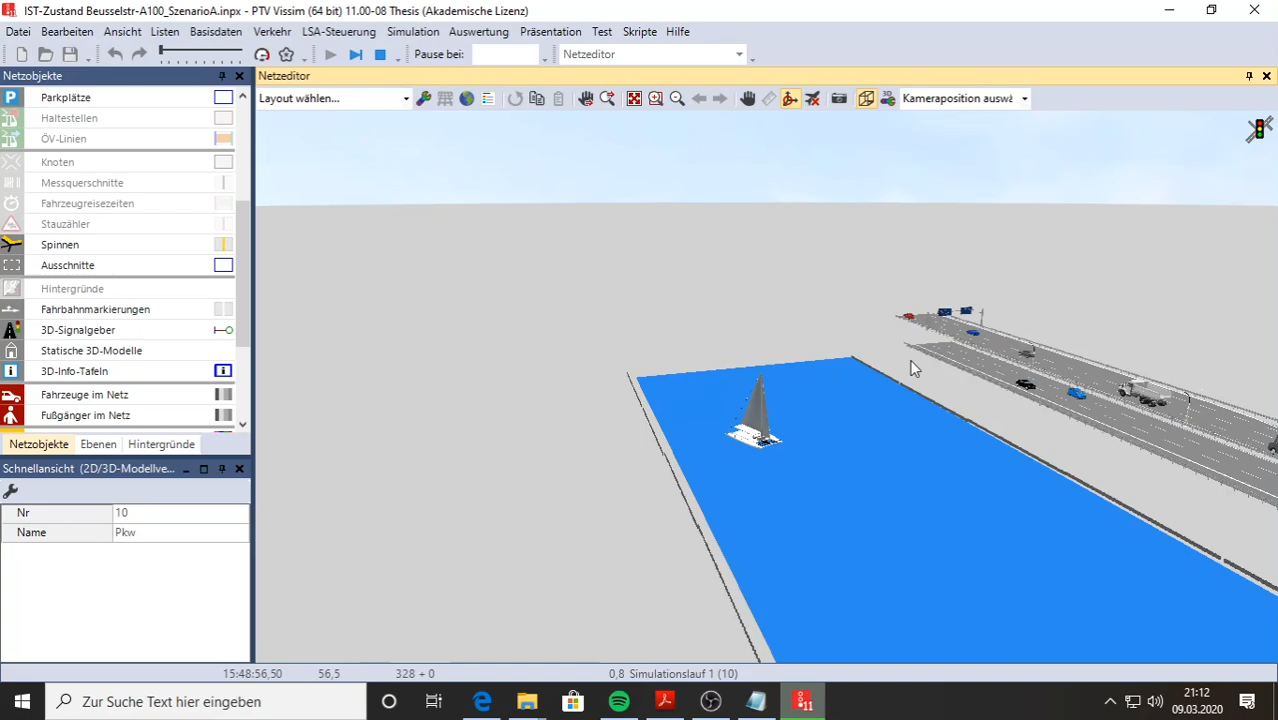 IST-Zustand Beusselstr-A100_SzenarioA.inpx - PTV Vissim (64 bit) 11.00-08 Thesis (Akademische Lizenz)
Datei Bearbeiten Ansicht Listen Basisdaten Verkehr LSA-Steuerung Simulation Auswertung Präsentation Test Skripte Hilfe
Pause bei: Netzeditor
Netzobjekte Netzeditor
Layout wählen... Kameraposition auswä
Parkplätze
Haltestellen
ÖV-Linien
Knoten
Messquerschnitte
Fahrzeugreisezeiten
Stauzähler
Spinnen
Ausschnitte
Hintergründe
Fahrbahnmarkierungen
3D-Signalgeber
Statische 3D-Modelle
3D-Info-Tafeln
Fahrzeuge im Netz
Fußgänger im Netz
Netzobjekte Ebenen Hintergründe
Schnellansicht (2D/3D-Modellve...
Nr 10
Name Pkw
15:48:56,50 56,5 328 + 0 0,8 Simulationslauf 1 (10)
Zur Suche Text hier eingeben
21:12
09.03.2020